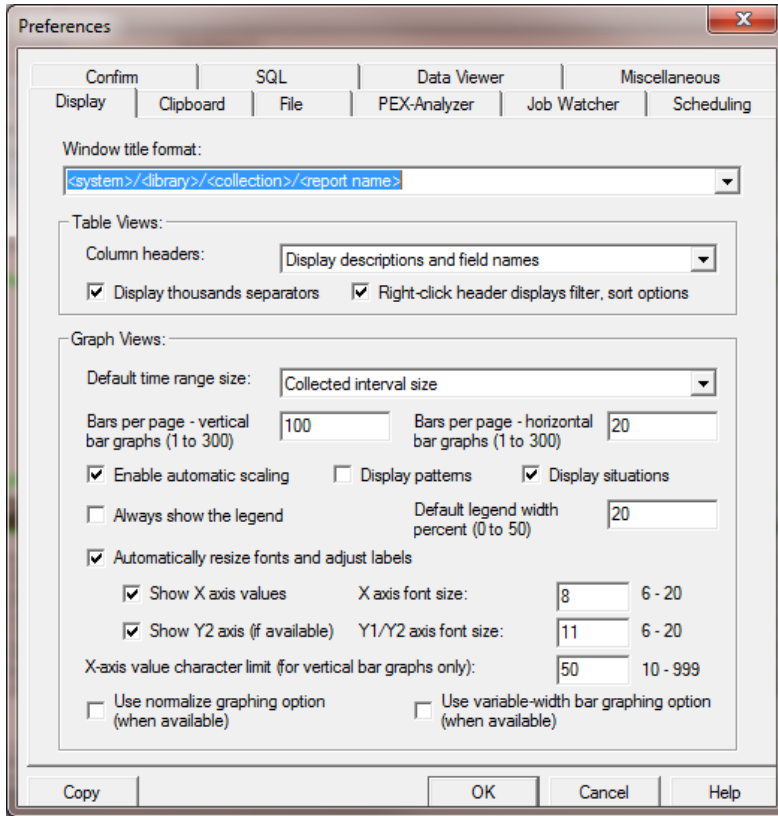 Preferences
Confirm SQL Data Viewer Miscellaneous
Display Clipboard File PEX-Analyzer Job Watcher Scheduling
Window title format:
<system>/<library>/<collection>/<report name>
Table Views:
Column headers: Display descriptions and field names
Display thousands separators Right-click header displays filter, sort options
Graph Views:
Default time range size: Collected interval size
Bars per page - vertical
bar graphs (1 to 300) 100
Bars per page - horizontal
bar graphs (1 to 300) 20
Enable automatic scaling Display patterns Display situations
Always show the legend
Default legend width
percent (0 to 50) 20
Automatically resize fonts and adjust labels
Show X axis values X axis font size: 8 6 - 20
Show Y2 axis (if available) Y1/Y2 axis font size: 11 6 - 20
X-axis value character limit (for vertical bar graphs only): 50 10 - 999
Use normalize graphing option
(when available)
Use variable-width bar graphing option
(when available)
Copy OK Cancel Help